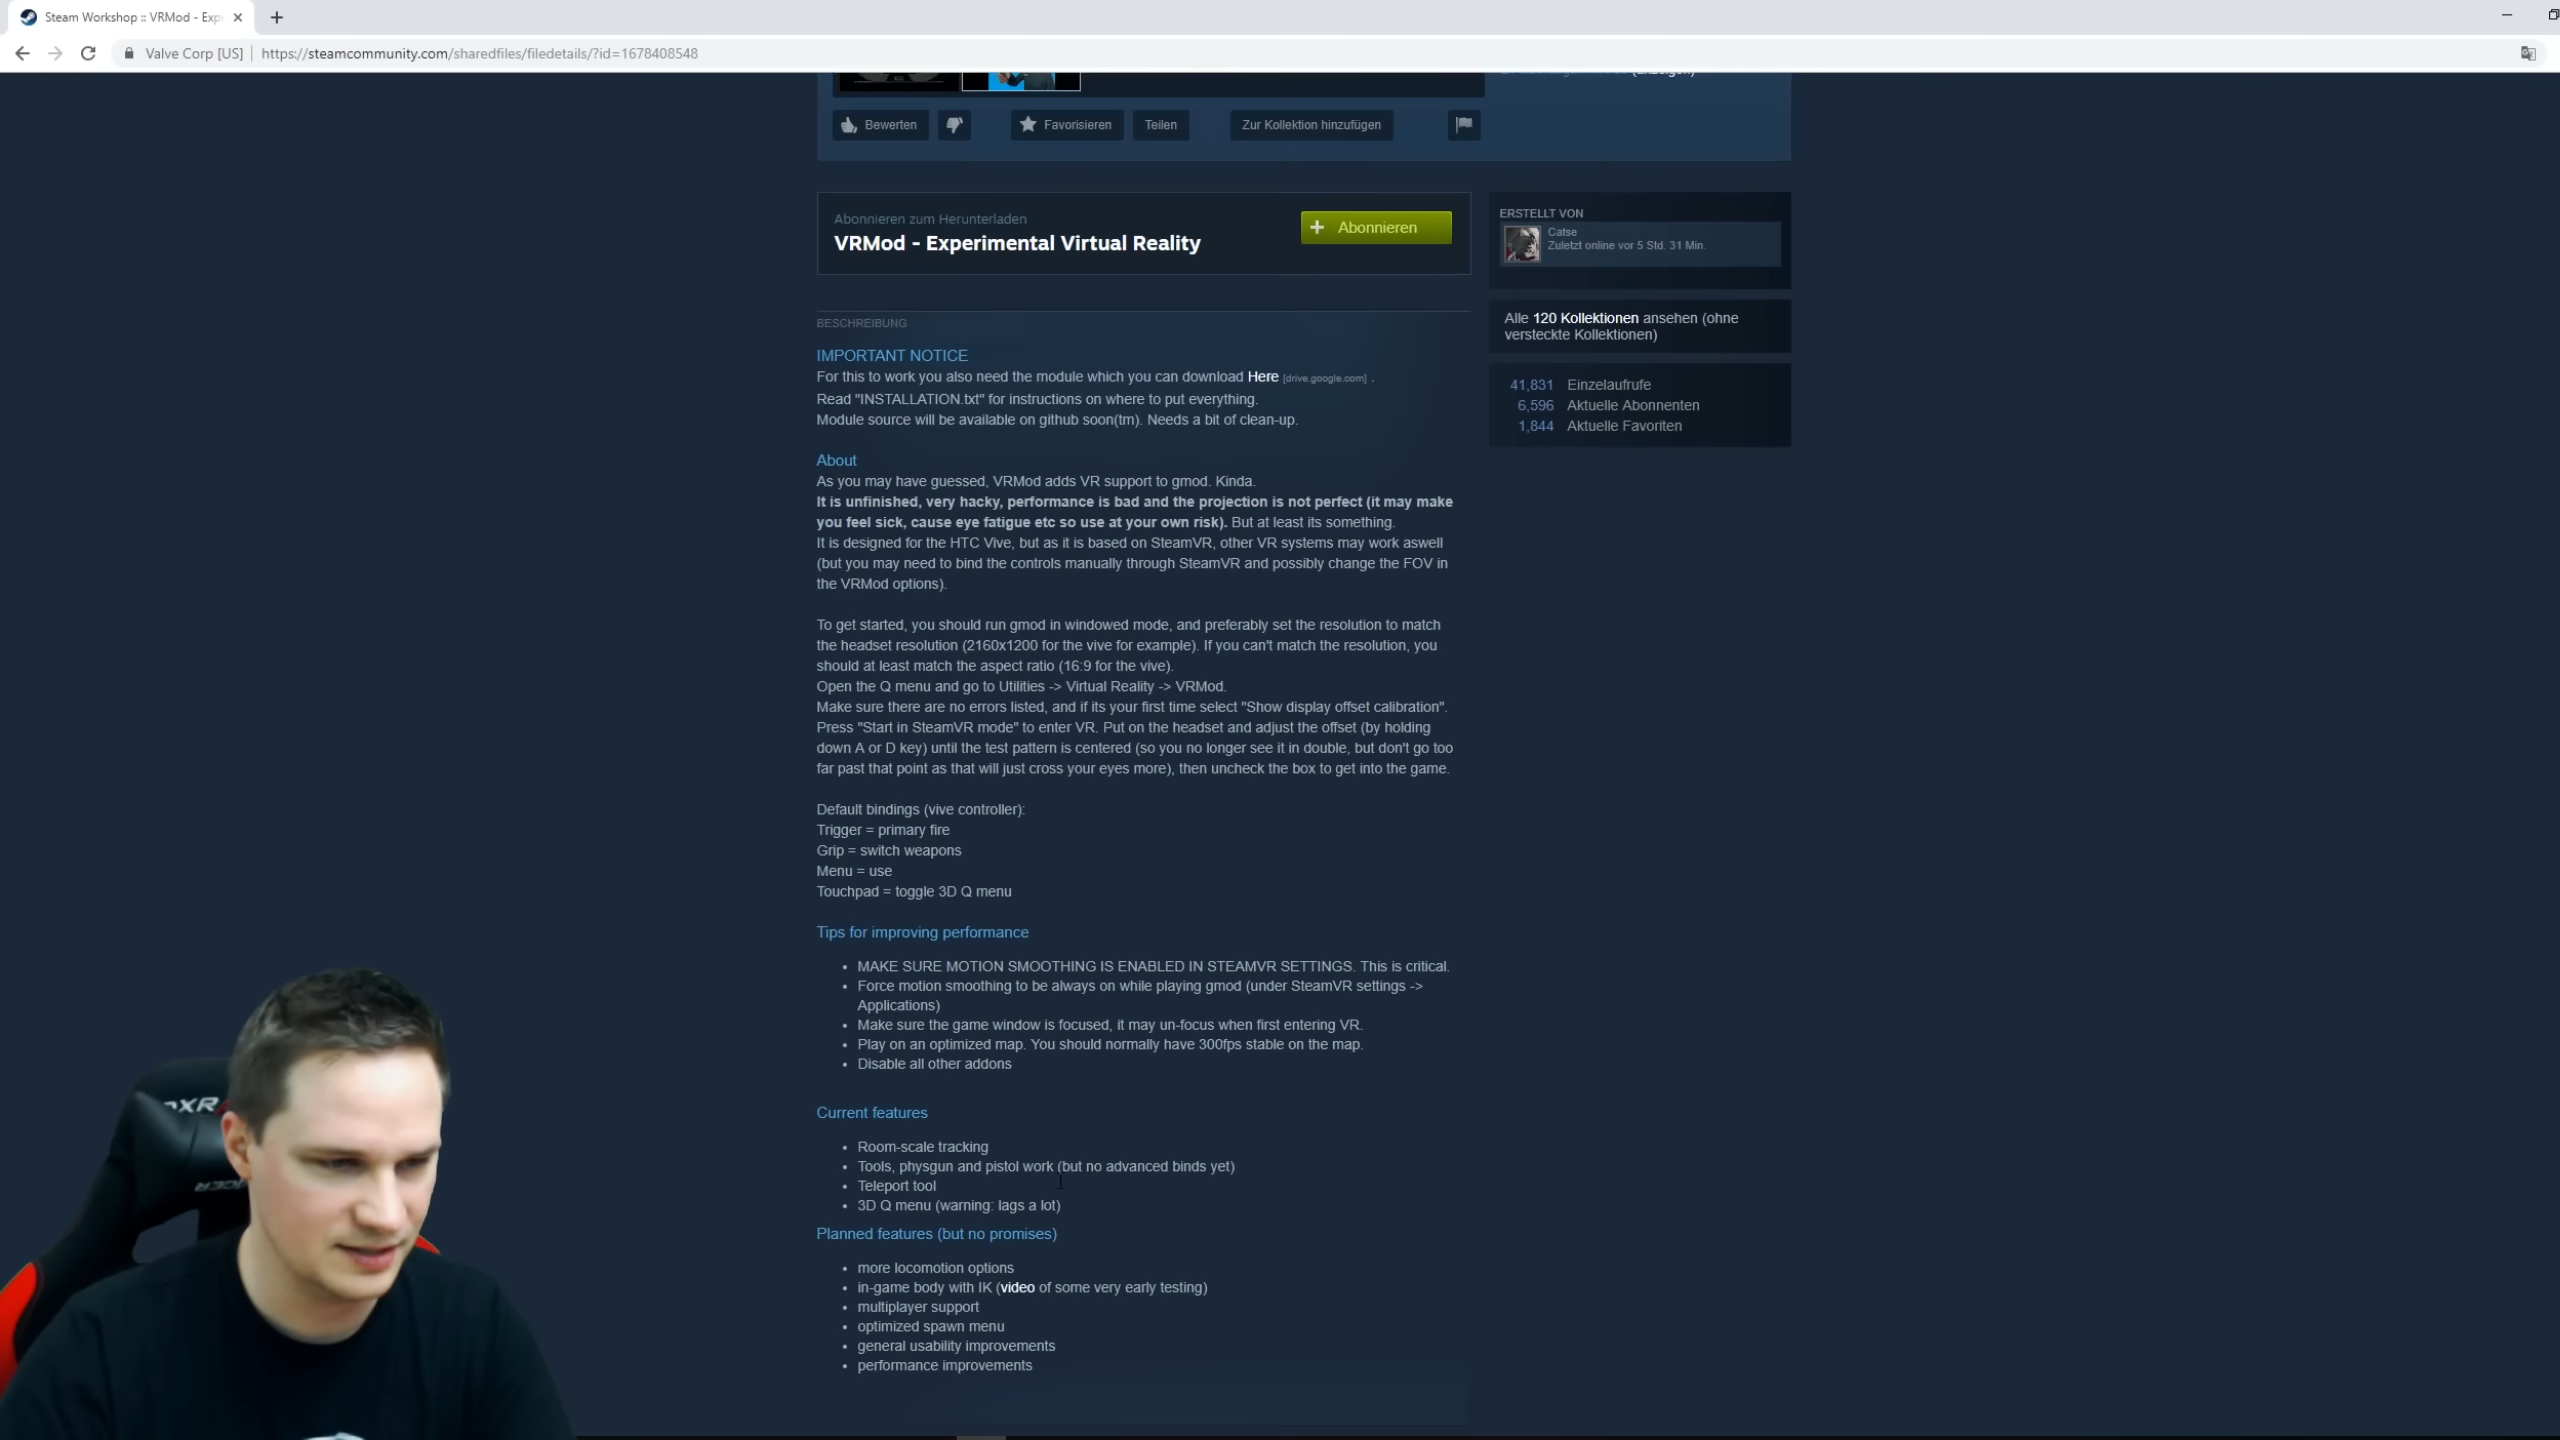 Steam Workshop :: VRMod - Exp
Valve Corp [US] | https://steamcommunity.com/sharedfiles/filedetails/?id=1678408548
Bewerten
Favorisieren
Teilen
Zur Kollektion hinzufügen
Abonnieren zum Herunterladen
VRMod - Experimental Virtual Reality
Abonnieren
ERSTELLT VON
Catse
Zuletzt online vor 5 Std. 31 Min.
Alle 120 Kollektionen ansehen (ohne
versteckte Kollektionen)
41,831 Einzelaufrufe
6,596 Aktuelle Abonnenten
1,844 Aktuelle Favoriten
BESCHREIBUNG
IMPORTANT NOTICE
For this to work you also need the module which you can download Here [drive.google.com] .
Read "INSTALLATION.txt" for instructions on where to put everything.
Module source will be available on github soon(tm). Needs a bit of clean-up.
About
As you may have guessed, VRMod adds VR support to gmod. Kinda.
It is unfinished, very hacky, performance is bad and the projection is not perfect (it may make
you feel sick, cause eye fatigue etc so use at your own risk). But at least its something.
It is designed for the HTC Vive, but as it is based on SteamVR, other VR systems may work aswell
(but you may need to bind the controls manually through SteamVR and possibly change the FOV in
the VRMod options).
To get started, you should run gmod in windowed mode, and preferably set the resolution to match
the headset resolution (2160x1200 for the vive for example). If you can't match the resolution, you
should at least match the aspect ratio (16:9 for the vive).
Open the Q menu and go to Utilities -> Virtual Reality -> VRMod.
Make sure there are no errors listed, and if its your first time select "Show display offset calibration".
Press "Start in SteamVR mode" to enter VR. Put on the headset and adjust the offset (by holding
down A or D key) until the test pattern is centered (so you no longer see it in double, but don't go too
far past that point as that will just cross your eyes more), then uncheck the box to get into the game.
Default bindings (vive controller):
Trigger = primary fire
Grip = switch weapons
Menu = use
Touchpad = toggle 3D Q menu
Tips for improving performance
• MAKE SURE MOTION SMOOTHING IS ENABLED IN STEAMVR SETTINGS. This is critical.
• Force motion smoothing to be always on while playing gmod (under SteamVR settings ->
Applications)
• Make sure the game window is focused, it may un-focus when first entering VR.
• Play on an optimized map. You should normally have 300fps stable on the map.
• Disable all other addons
Current features
• Room-scale tracking
• Tools, physgun and pistol work (but no advanced binds yet)
• Teleport tool
• 3D Q menu (warning: lags a lot)
Planned features (but no promises)
• more locomotion options
• in-game body with IK (video of some very early testing)
• multiplayer support
• optimized spawn menu
• general usability improvements
• performance improvements